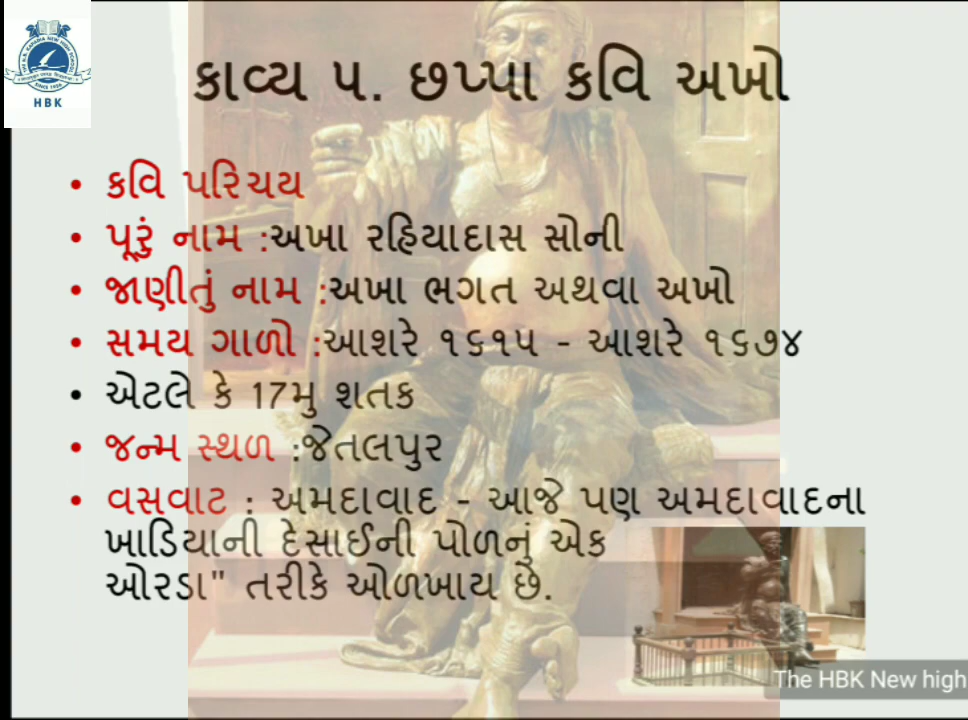 HBK
કાવ્ય ૫. છપ્પા કવિ અખો
• કવિ પરિચય
• પૂરું નામ :અખા રહિયાદાસ સોની
• જાણીતું નામ :અખા ભગત અથવા અખો
• સમય ગાળો :આશરે ૧૬૧૫ - આશરે ૧૬૭૪
• એટલે કે 17મુ શતક
• જન્મ સ્થળ :જેતલપુર
• વસવાટ : અમદાવાદ - આજે પણ અમદાવાદના
ખાડિયાની દેસાઈની પોળનું એક
ઓરડા" તરીકે ઓળખાય છે.
The HBK New high